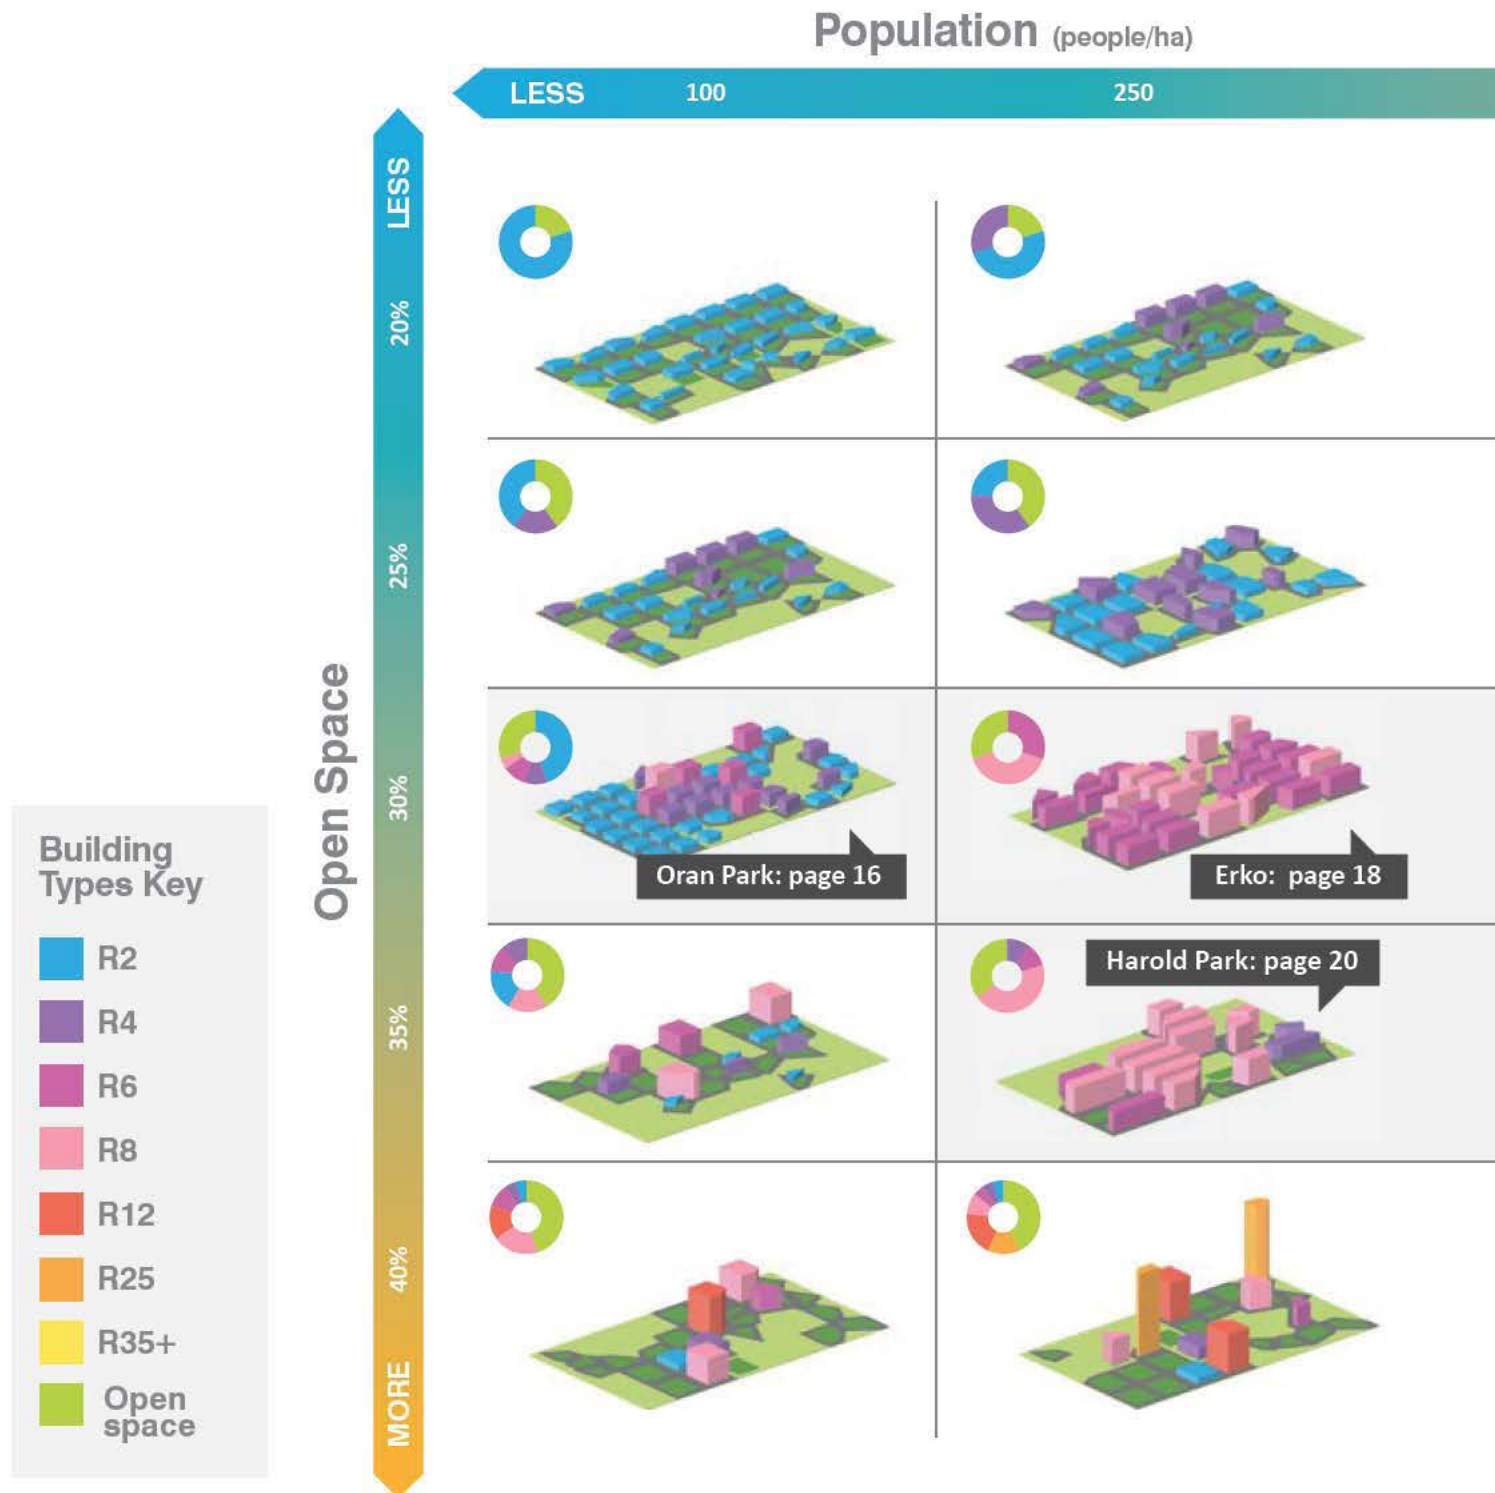 Population (people/ha)
LESS 100 250
LESS
20%
25%
30%
35%
40%
MORE
Open Space
Oran Park: page 16
Erko: page 18
Harold Park: page 20
Building
Types Key
R2
R4
R6
R8
R12
R25
R35+
Open
space